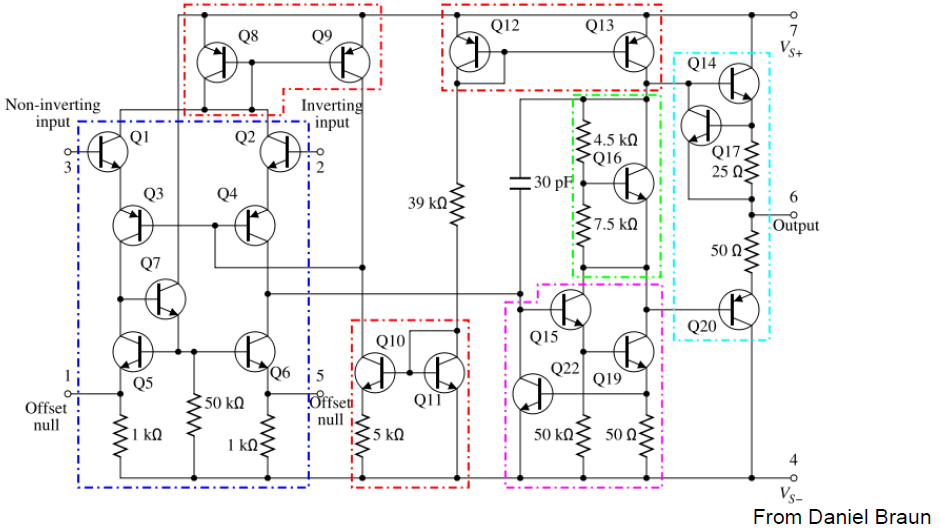 Q12
Q13
7
V_S+
Q8
Q9
Q14
Non-inverting
input
Inverting
input
3
Q1
Q2
2
4.5 kΩ
Q16
Q17
25 Ω
30 pF
Q3
Q4
39 kΩ
6
Output
7.5 kΩ
50 Ω
Q7
Q15
Q20
Q10
Q5
Q6
Q22
Q19
1
5
Q11
Offset
null
50 kΩ
Offset
null
1 kΩ
1 kΩ
5 kΩ
50 kΩ
50 Ω
4
V_S−
From Daniel Braun